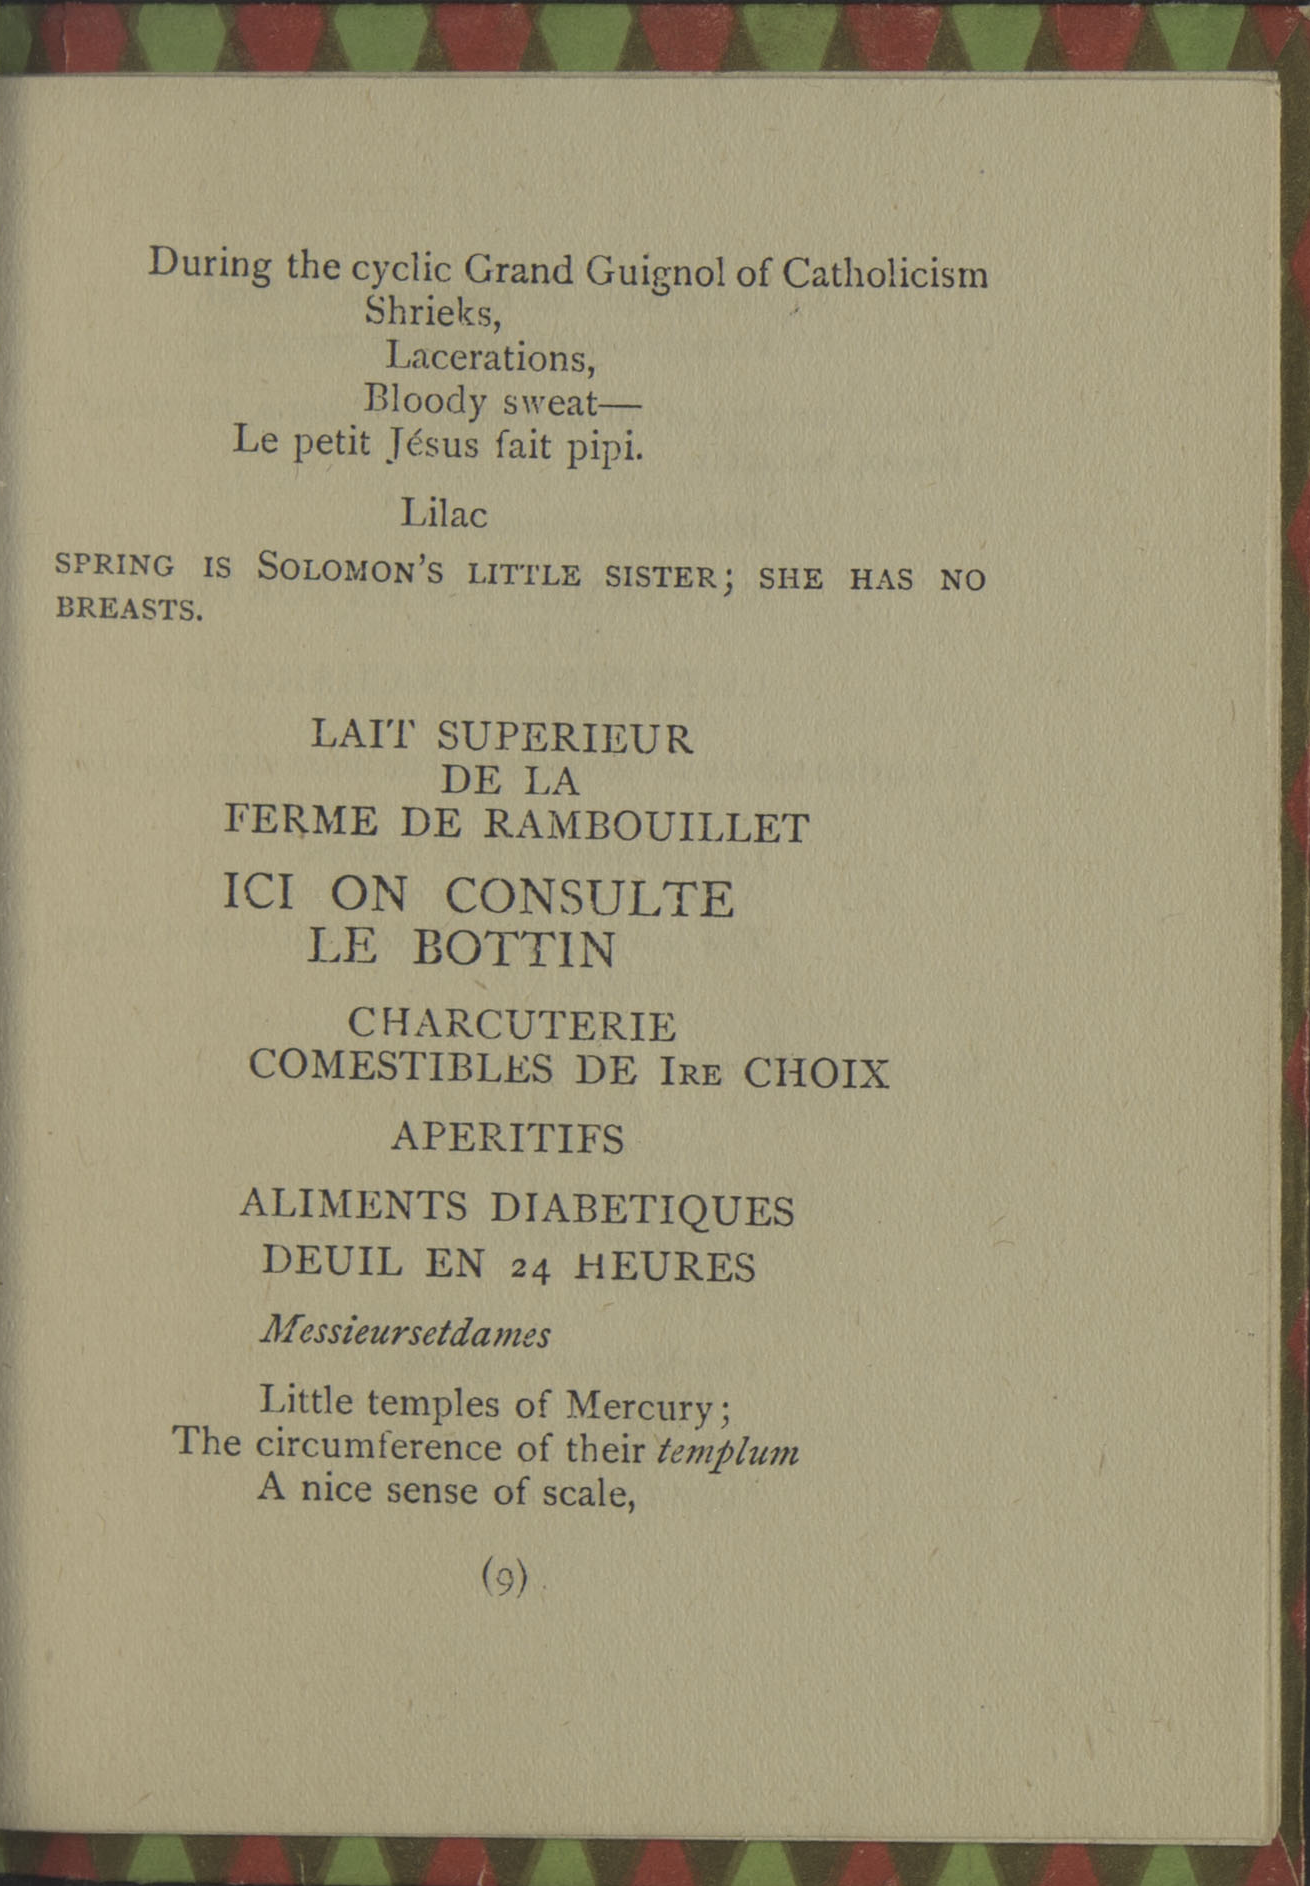 During the cyclic Grand Guignol of Catholicism
Shrieks,
Lacerations,
Bloody sweat—
Le petit Jésus fait pipi.
Lilac
SPRING IS SOLOMON'S LITTLE SISTER; SHE HAS NO
BREASTS.
LAIT SUPERIEUR
DE LA
FERME DE RAMBOUILLET
ICI ON CONSULTE
LE BOTTIN
CHARCUTERIE
COMESTIBLES DE IRE CHOIX
APERITIFS
ALIMENTS DIABETIQUES
DEUIL EN 24 HEURES
Messieursetdames
Little temples of Mercury;
The circumference of their templum
A nice sense of scale,
(9)